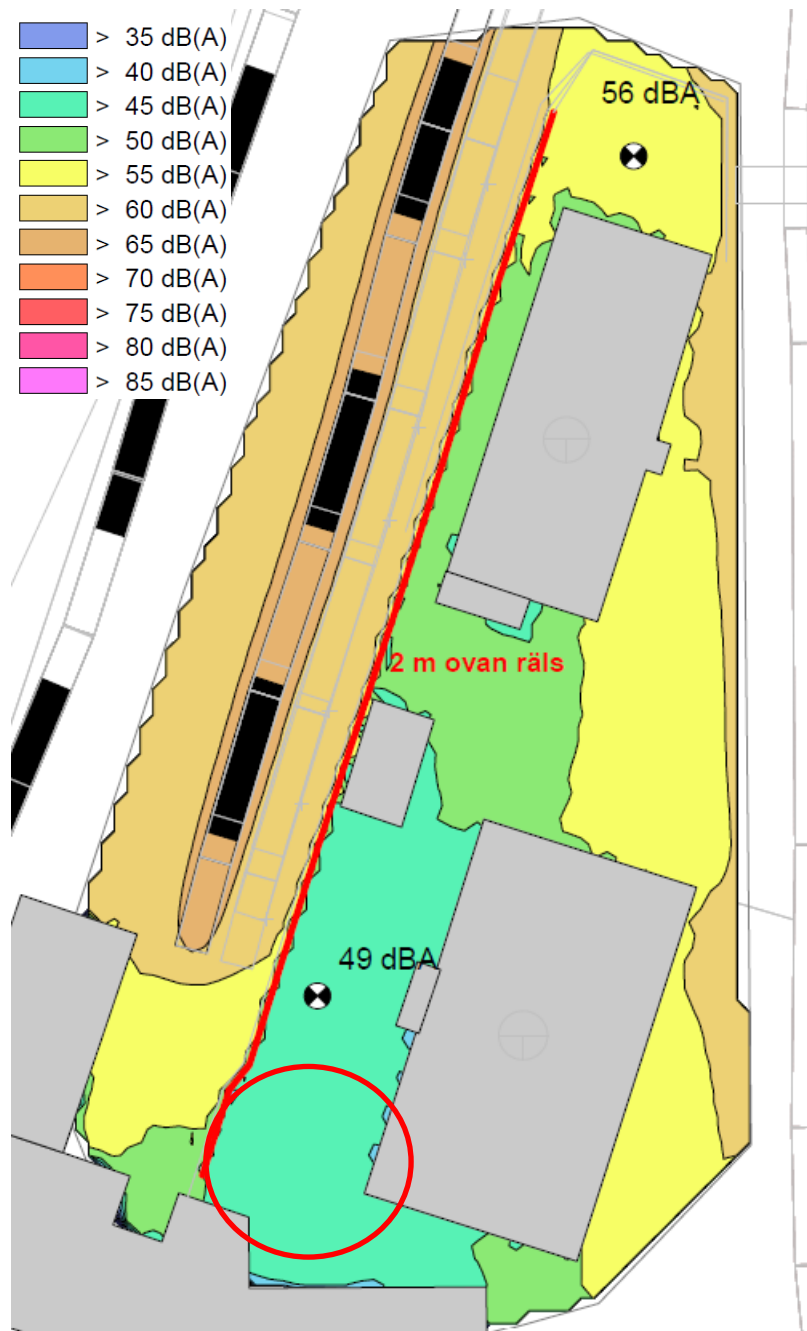 > 35 dB(A)
> 40 dB(A)
> 45 dB(A)
> 50 dB(A)
> 55 dB(A)
> 60 dB(A)
> 65 dB(A)
> 70 dB(A)
> 75 dB(A)
> 80 dB(A)
> 85 dB(A)
56 dBA
2 m ovan räls
49 dBA